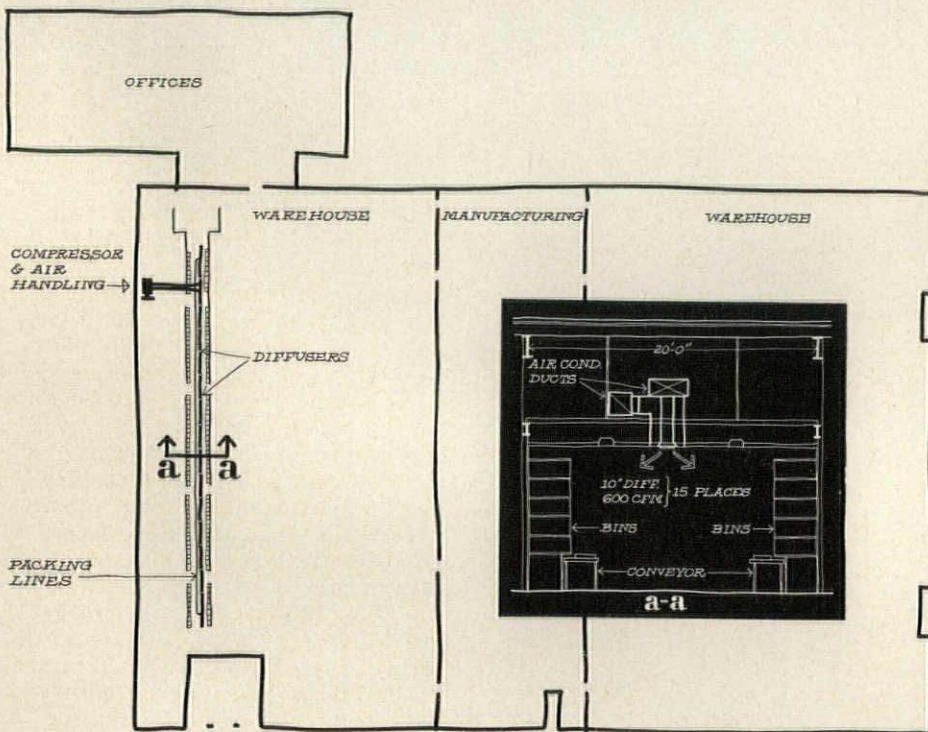 OFFICES
WAREHOUSE
MANUFACTURING
WAREHOUSE
COMPRESSOR
& AIR
HANDLING
DIFFUSERS
a a
PACKING
LINES
20'-0"
AIR COND.
DUCTS
10" DIFF.
600 CFM
15 PLACES
BINS
BINS
CONVEYOR
a-a